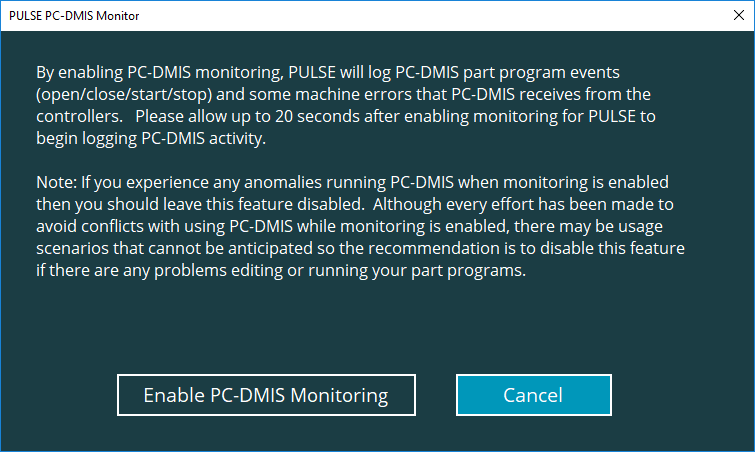 PULSE PC-DMIS Monitor
By enabling PC-DMIS monitoring, PULSE will log PC-DMIS part program events
(open/close/start/stop) and some machine errors that PC-DMIS receives from the
controllers.   Please allow up to 20 seconds after enabling monitoring for PULSE to
begin logging PC-DMIS activity.
Note: If you experience any anomalies running PC-DMIS when monitoring is enabled
then you should leave this feature disabled.  Although every effort has been made to
avoid conflicts with using PC-DMIS while monitoring is enabled, there may be usage
scenarios that cannot be anticipated so the recommendation is to disable this feature
if there are any problems editing or running your part programs.
Enable PC-DMIS Monitoring
Cancel